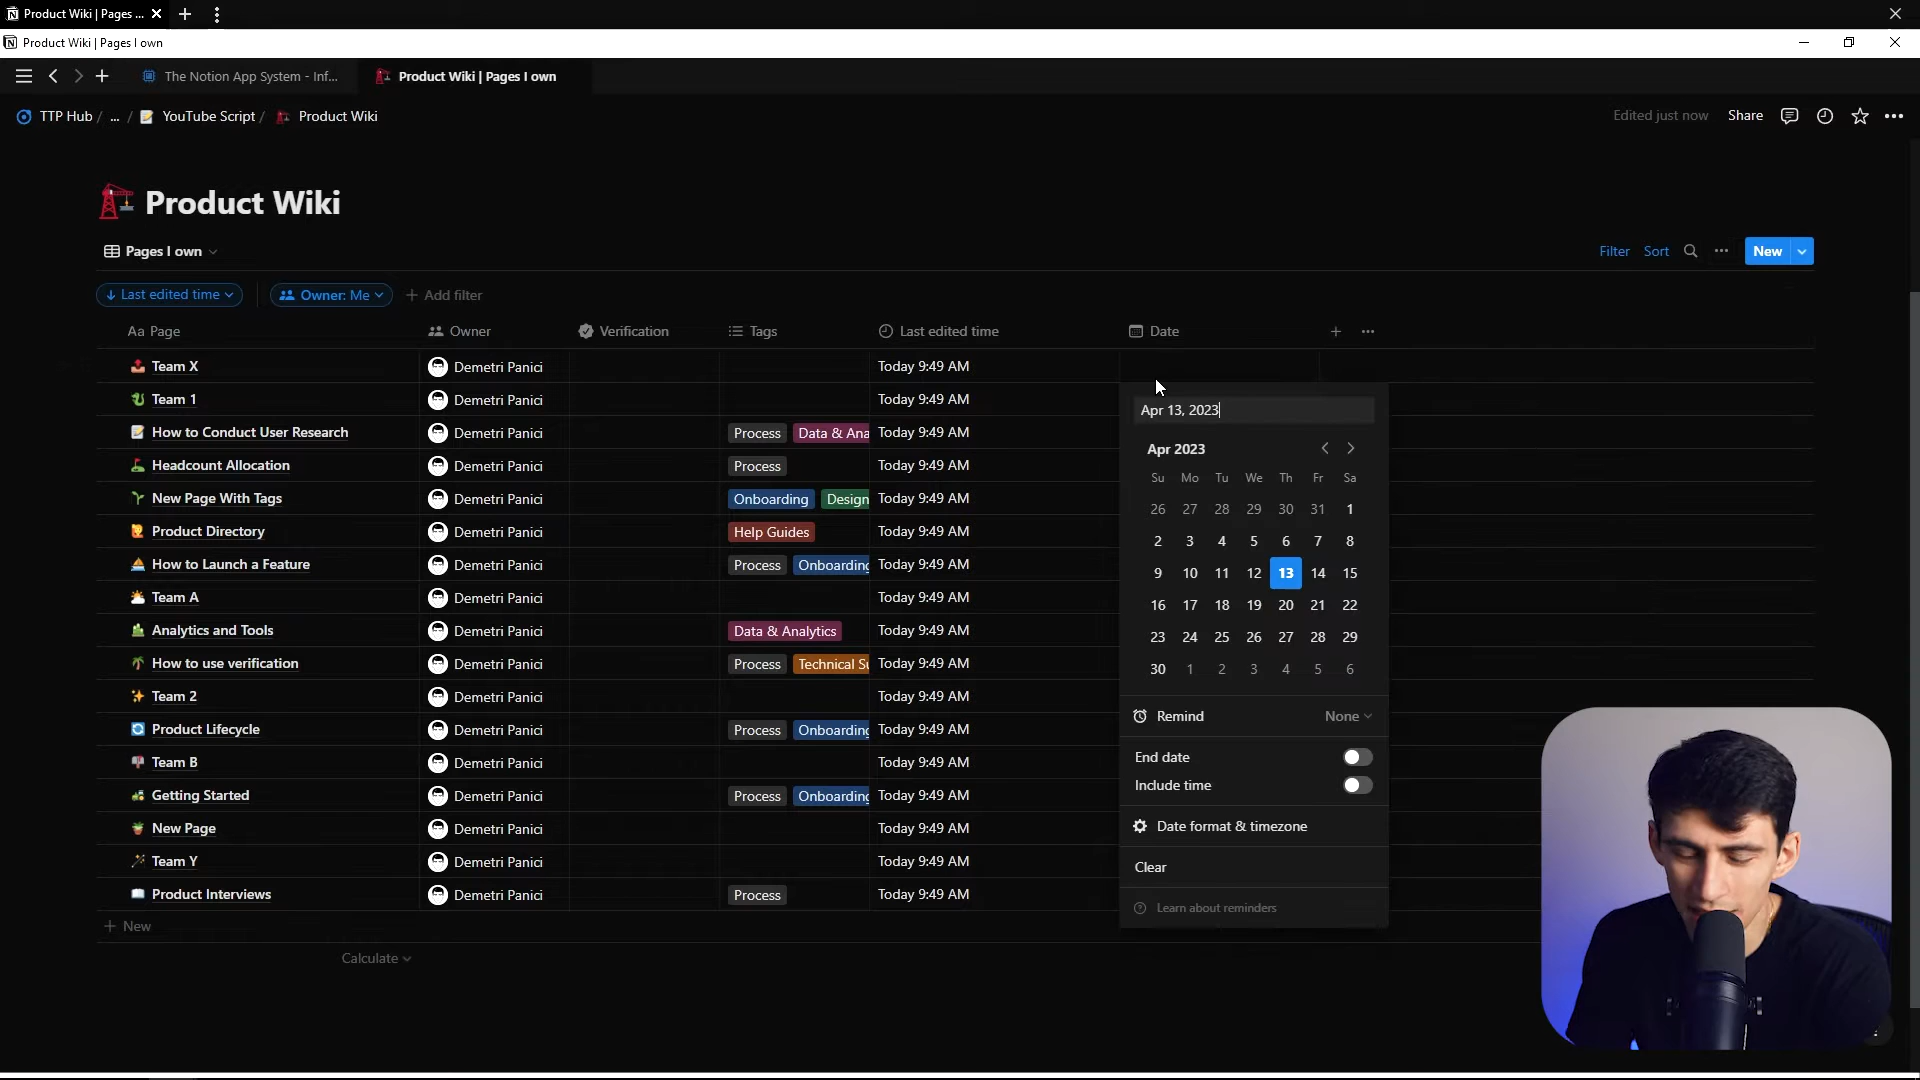 Product Wiki | Pages ...
Product Wiki | Pages I own
The Notion App System - Inf...
Product Wiki | Pages I own
TTP Hub / ... / YouTube Script / Product Wiki
Edited just now Share
Product Wiki
Pages I own
Filter Sort New
Last edited time Owner: Me + Add filter
Aa Page Owner Verification Tags Last edited time Date
Team X Demetri Panici Today 9:49 AM
Team 1 Demetri Panici Today 9:49 AM
How to Conduct User Research Demetri Panici Process Data & Ana Today 9:49 AM
Headcount Allocation Demetri Panici Process Today 9:49 AM
New Page With Tags Demetri Panici Onboarding Design Today 9:49 AM
Product Directory Demetri Panici Help Guides Today 9:49 AM
How to Launch a Feature Demetri Panici Process Onboarding Today 9:49 AM
Team A Demetri Panici Today 9:49 AM
Analytics and Tools Demetri Panici Data & Analytics Today 9:49 AM
How to use verification Demetri Panici Process Technical Su Today 9:49 AM
Team 2 Demetri Panici Today 9:49 AM
Product Lifecycle Demetri Panici Process Onboarding Today 9:49 AM
Team B Demetri Panici Today 9:49 AM
Getting Started Demetri Panici Process Onboarding Today 9:49 AM
New Page Demetri Panici Today 9:49 AM
Team Y Demetri Panici Today 9:49 AM
Product Interviews Demetri Panici Process Today 9:49 AM
+ New
Calculate
Apr 13, 2023
Apr 2023
Su Mo Tu We Th Fr Sa
26 27 28 29 30 31 1
2 3 4 5 6 7 8
9 10 11 12 13 14 15
16 17 18 19 20 21 22
23 24 25 26 27 28 29
30 1 2 3 4 5 6
Remind None
End date
Include time
Date format & timezone
Clear
Learn about reminders